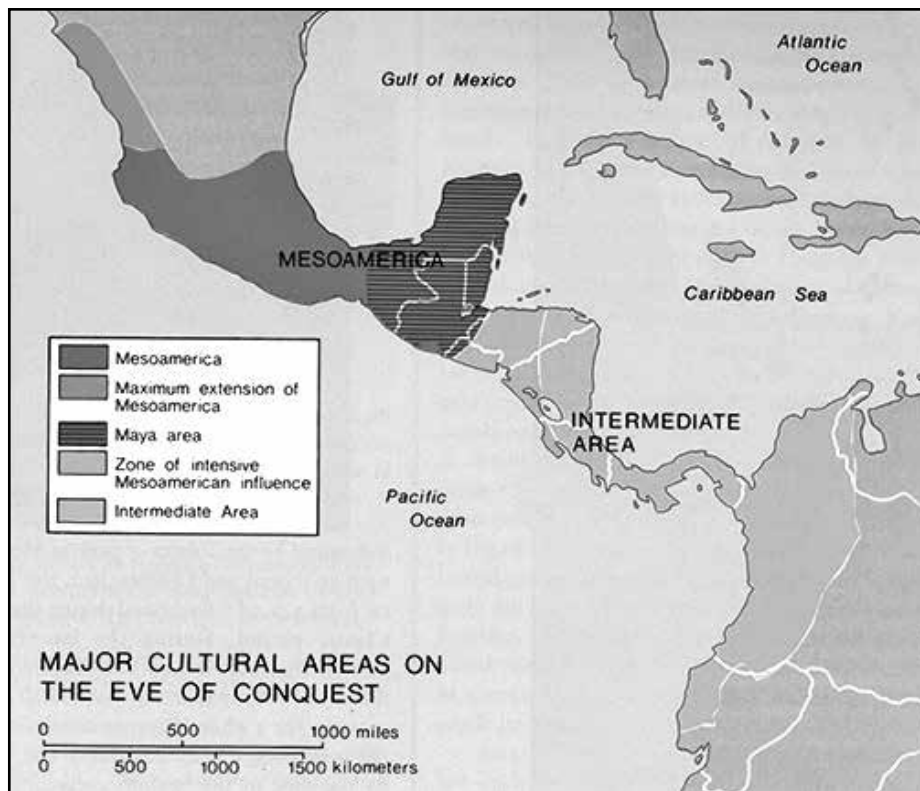 Atlantic
Ocean
Gulf of Mexico
MESOAMERICA
Caribbean Sea
Mesoamerica
Maximum extension of
Mesoamerica
Maya area
Zone of intensive
Mesoamerican influence
Intermediate Area
INTERMEDIATE
AREA
Pacific
Ocean
MAJOR CULTURAL AREAS ON
THE EVE OF CONQUEST
0 500 1000 miles
0 500 1000 1500 kilometers